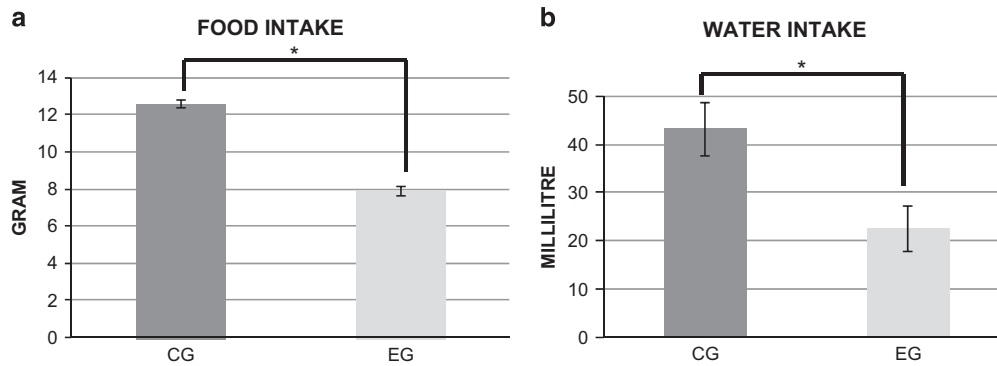 a
FOOD INTAKE
*
GRAM
14
12
10
8
6
4
2
0
CG EG
b
WATER INTAKE
*
MILLILITRE
50
40
30
20
10
0
CG EG